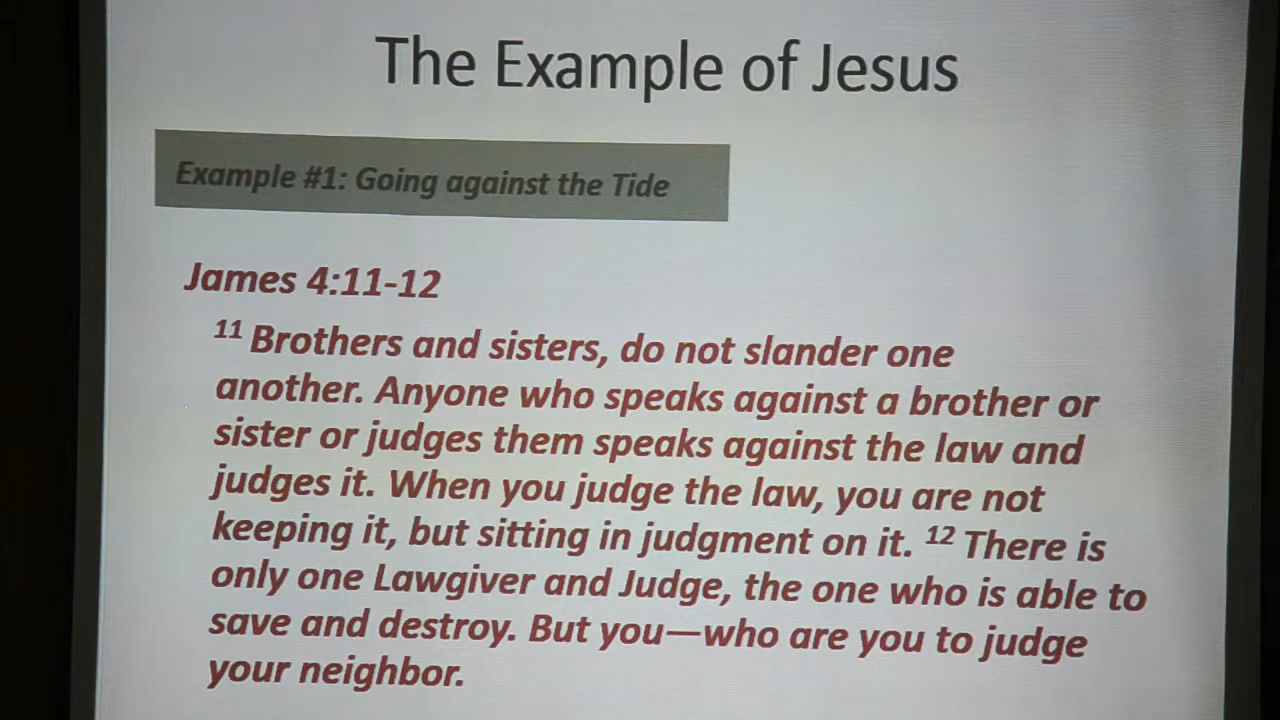 The Example of Jesus
Example #1: Going against the Tide
James 4:11-12
11 Brothers and sisters, do not slander one
another. Anyone who speaks against a brother or
sister or judges them speaks against the law and
judges it. When you judge the law, you are not
keeping it, but sitting in judgment on it. 12 There is
only one Lawgiver and Judge, the one who is able to
save and destroy. But you—who are you to judge
your neighbor.